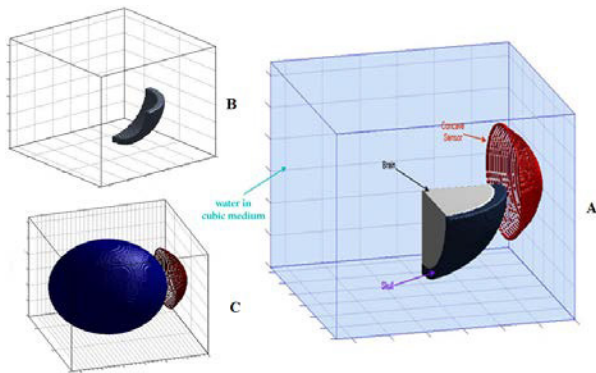 B
Concave
Sensor
Brain
water in
cubic medium
A
Skull
C